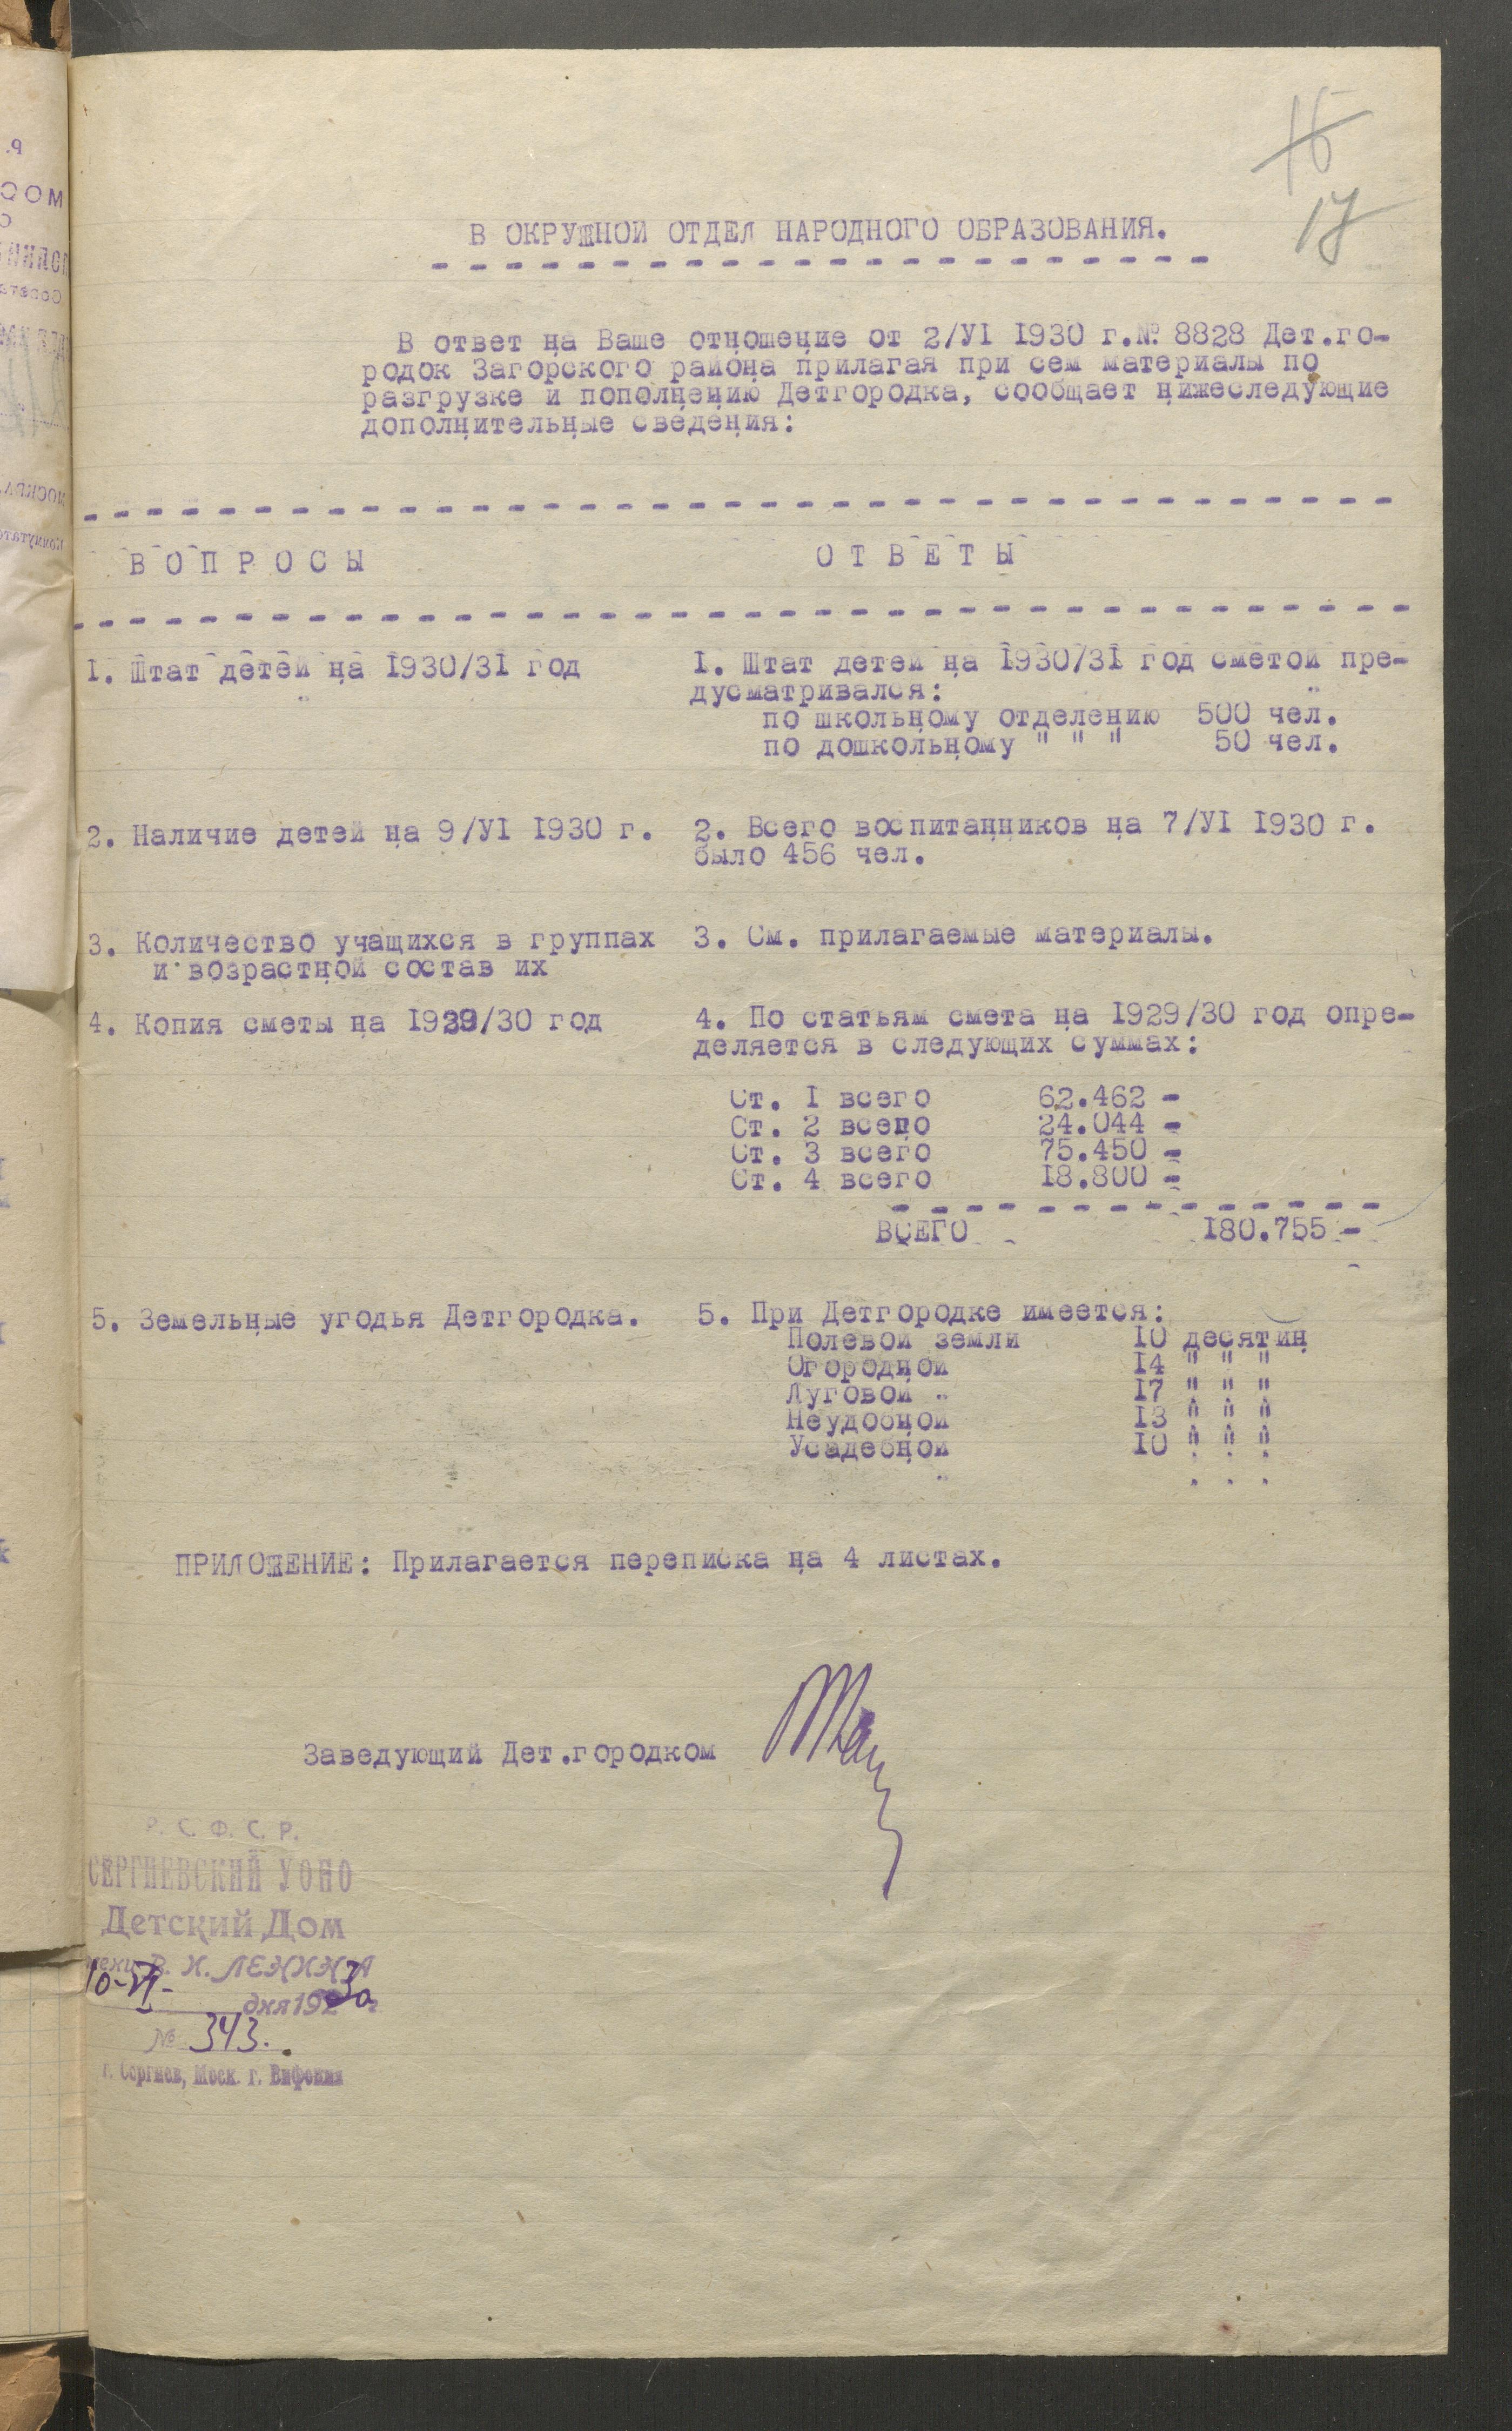 15
17
В ОКРУЖНОЙ ОТДЕЛ НАРОДНОГО ОБРАЗОВАНИЯ.
В ответ на Ваше отношение от 2/УI 1930 г.№ 8828 Дет.го-
родок Загорского района прилагая при сем материалы по
разгрузке и пополнению Детгородка, сообщает нижеследующие
дополнительные сведения:
ВОПРОСЫ ОТВЕТЫ
1. Штат детей на 1930/31 год
1. Штат детей на 1930/31 год сметой пре-
дусматривался:
по школьному отделению 500 чел.
по дошкольному " " " 50 чел.
2. Наличие детей на 9/УI 1930 г.
2. Всего воспитанников на 7/УI 1930 г.
было 456 чел.
3. Количество учащихся в группах
и возрастной состав их
3. См. прилагаемые материалы.
4. Копия сметы на 1929/30 год
4. По статьям смета на 1929/30 год опре-
деляется в следующих суммах:
Ст. I всего 62.462 -
Ст. 2 всего 24.044 -
Ст. 3 всего 75.450 -
Ст. 4 всего 18.800 -
ВСЕГО 180.755 -
5. Земельные угодья Детгородка.
5. При Детгородке имеется:
Полевой земли 10 десятин
Огородной 14 " " "
Луговой 17 " " "
Неудобной 13 " " "
Усадебной 10 " " "
ПРИЛОЖЕНИЕ: Прилагается переписка на 4 листах.
Заведующий Дет.городком
Р. С. Ф. С. Р.
СЕРГИЕВСКИЙ УОНО
Детский Дом
имени В. И. ЛЕНИНА
10-VI-
дня 1930 г
№ 343.
г. Сергиев, Моск. г. Вифания